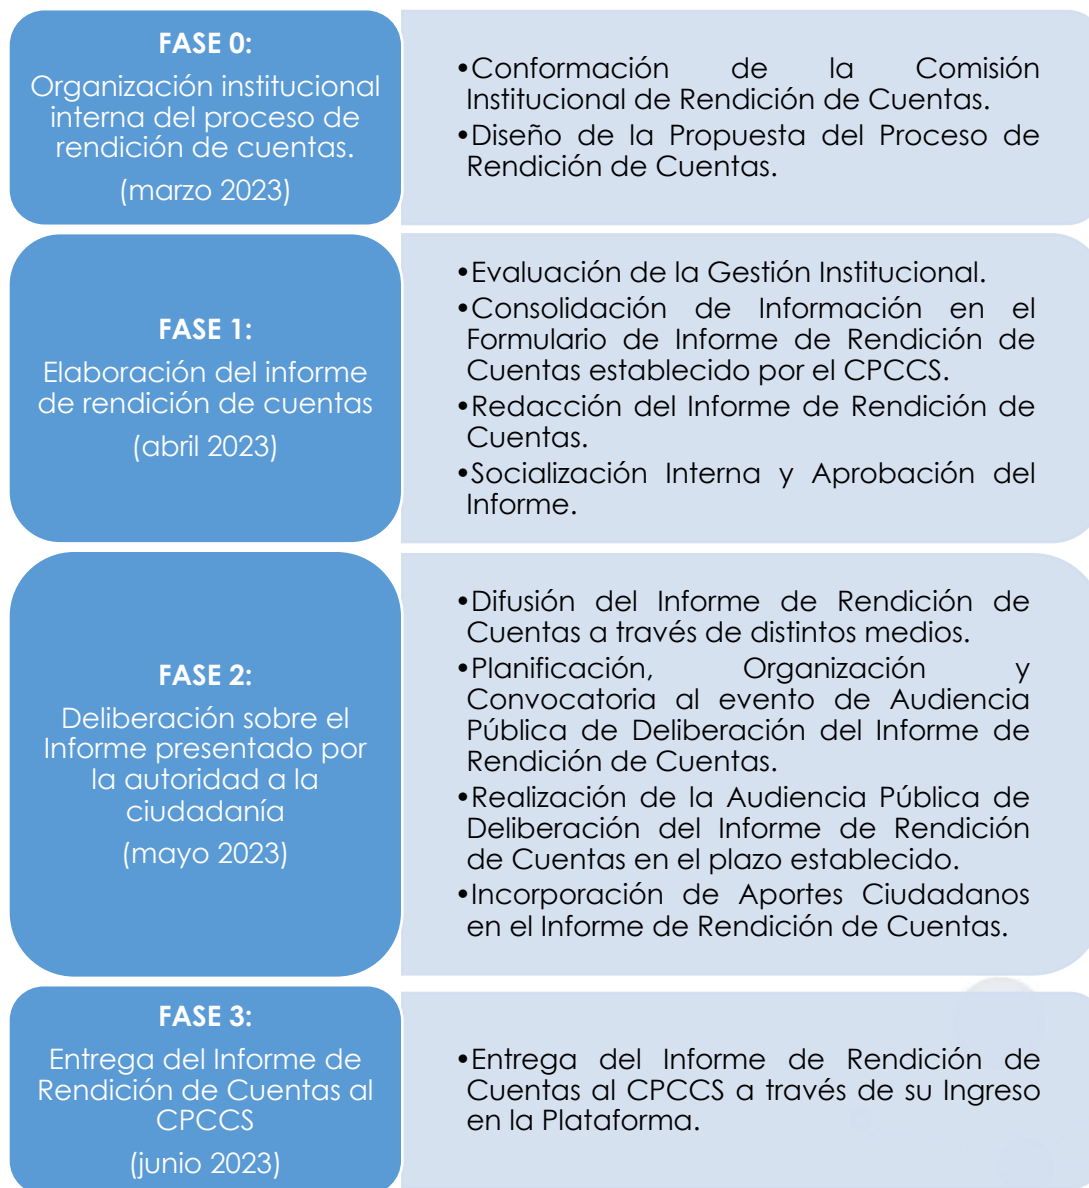 FASE 0:
Organización institucional
interna del proceso de
rendición de cuentas.
(marzo 2023)
•Conformación de la Comisión
Institucional de Rendición de Cuentas.
•Diseño de la Propuesta del Proceso de
Rendición de Cuentas.
FASE 1:
Elaboración del informe
de rendición de cuentas
(abril 2023)
•Evaluación de la Gestión Institucional.
•Consolidación de Información en el
Formulario de Informe de Rendición de
Cuentas establecido por el CPCCS.
•Redacción del Informe de Rendición de
Cuentas.
•Socialización Interna y Aprobación del
Informe.
FASE 2:
Deliberación sobre el
Informe presentado por
la autoridad a la
ciudadanía
(mayo 2023)
•Difusión del Informe de Rendición de
Cuentas a través de distintos medios.
•Planificación, Organización y
Convocatoria al evento de Audiencia
Pública de Deliberación del Informe de
Rendición de Cuentas.
•Realización de la Audiencia Pública de
Deliberación del Informe de Rendición
de Cuentas en el plazo establecido.
•Incorporación de Aportes Ciudadanos
en el Informe de Rendición de Cuentas.
FASE 3:
Entrega del Informe de
Rendición de Cuentas al
CPCCS
(junio 2023)
•Entrega del Informe de Rendición de
Cuentas al CPCCS a través de su Ingreso
en la Plataforma.